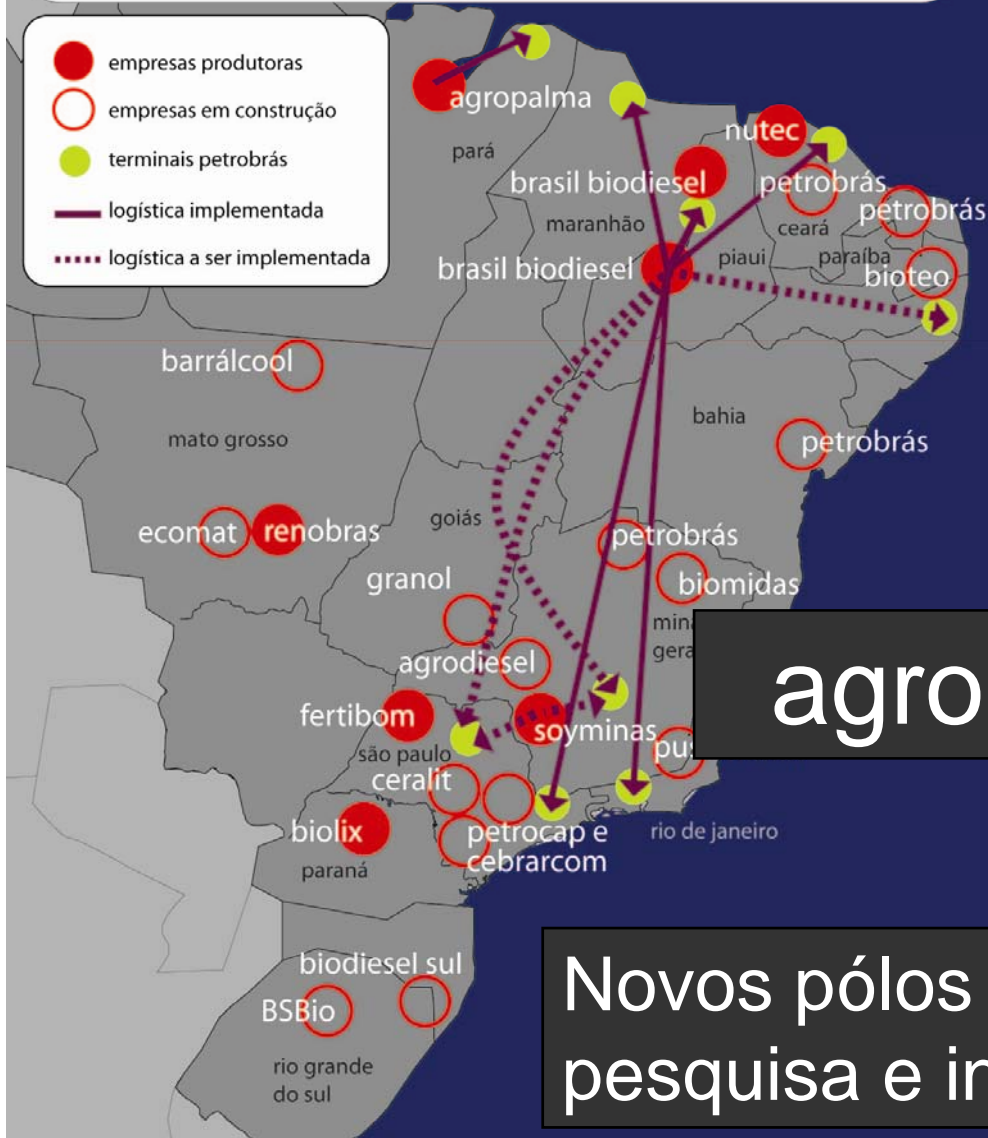 empresas produtoras
empresas em construção
terminais petrobrás
logística implementada
logística a ser implementada
agropalma
pará
nutec
brasil biodiesel
petrobrás
petrobrás
maranhão
ceará
brasil biodiesel
piaui
paraíba
bioteo
barrálcool
bahia
mato grosso
petrobrás
ecomat
renobras
goiás
petrobrás
granol
biomidas
agrodiesel
agro
fertibom
soyminas
são paulo
ceralit
biolix
petrocap e
cebrarcom
rio de janeiro
paraná
biodiesel sul
BSBio
rio grande
do sul
Novos pólos
pesquisa e